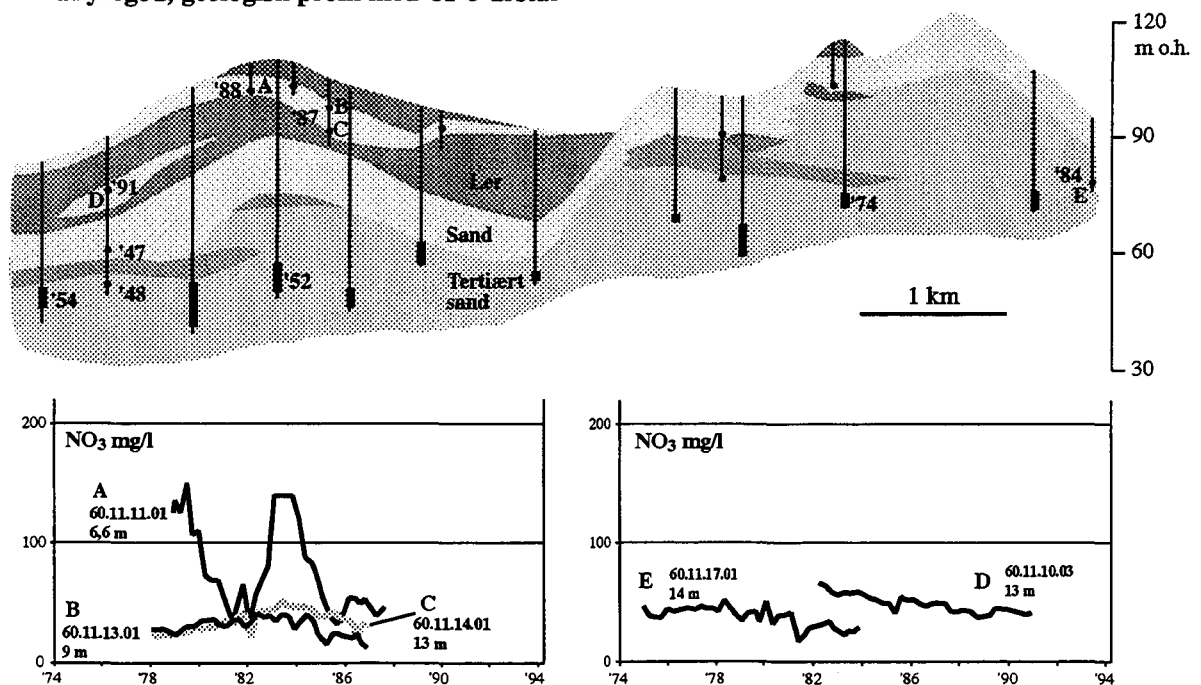 120
m o.h.
'88 A
'87 B
C
90
'91
D
Ler
'84
E
'74
Sand
'47
60
'52
Tertiært
sand
'54
'48
1 km
30
200
NO₃ mg/l
A
60.11.11.01
6,6 m
100
B
60.11.13.01
9 m
C
60.11.14.01
13 m
0
'74 '78 '82 '86 '90 '94
200
NO₃ mg/l
100
E 60.11.17.01
14 m
D 60.11.10.03
13 m
0
'74 '78 '82 '86 '90 '94